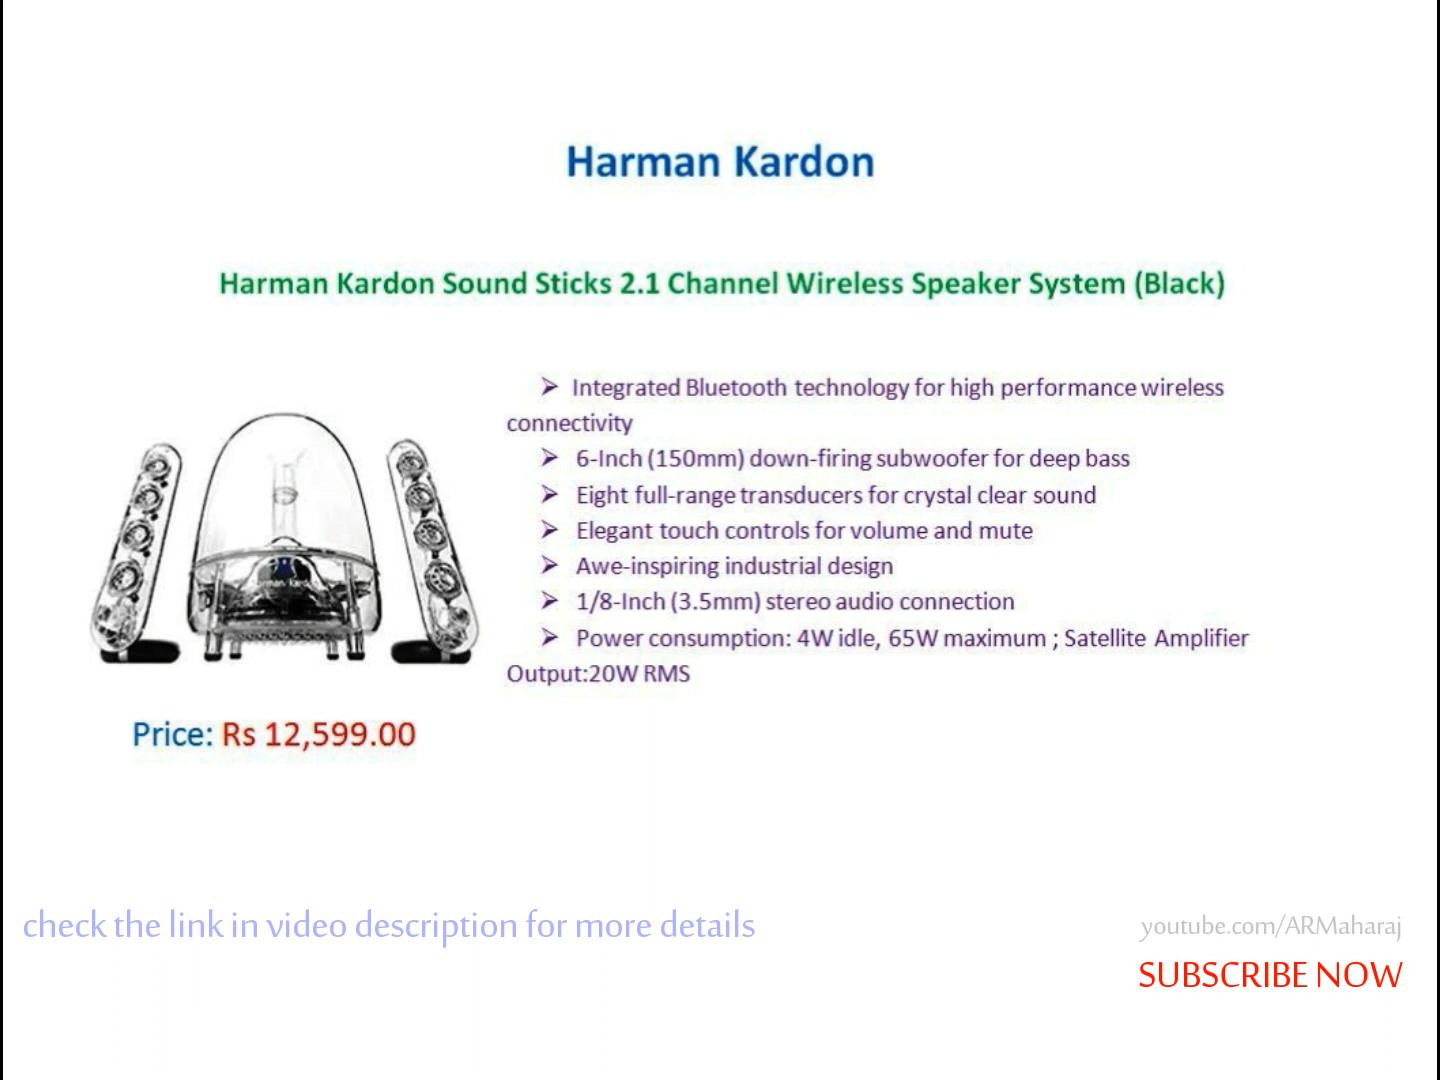 Harman Kardon
Harman Kardon Sound Sticks 2.1 Channel Wireless Speaker System (Black)
➢ Integrated Bluetooth technology for high performance wireless
connectivity
➢ 6-Inch (150mm) down-firing subwoofer for deep bass
➢ Eight full-range transducers for crystal clear sound
➢ Elegant touch controls for volume and mute
➢ Awe-inspiring industrial design
➢ 1/8-Inch (3.5mm) stereo audio connection
➢ Power consumption: 4W idle, 65W maximum ; Satellite Amplifier
Output:20W RMS
harman kardon
Price: Rs 12,599.00
check the link in video description for more details
youtube.com/ARMaharaj
SUBSCRIBE NOW